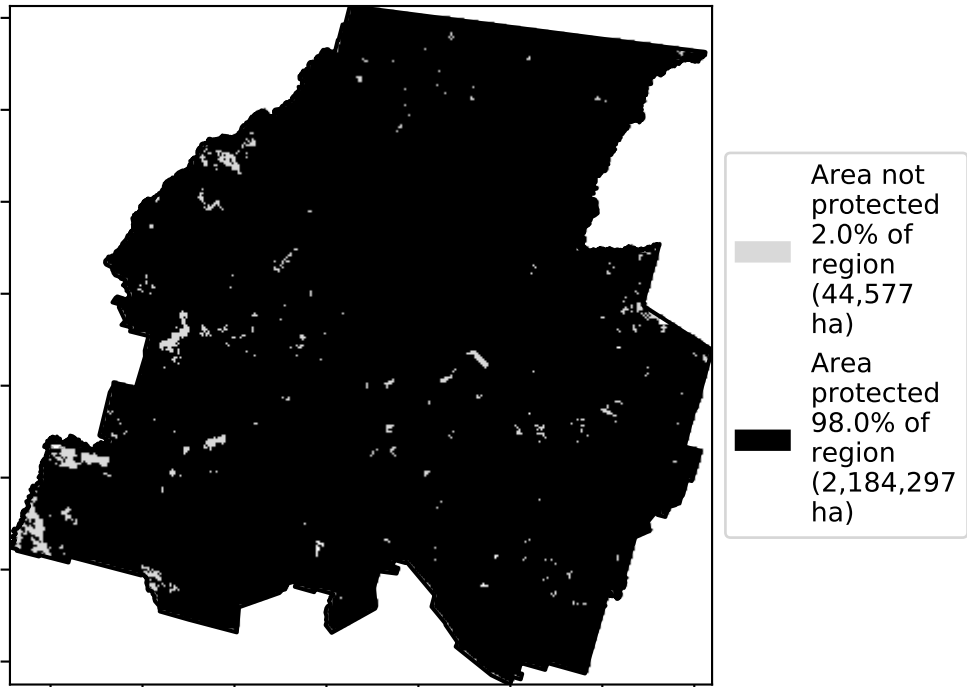 Area not
protected
2.0% of
region
(44,577
ha)
Area
protected
98.0% of
region
(2,184,297
ha)